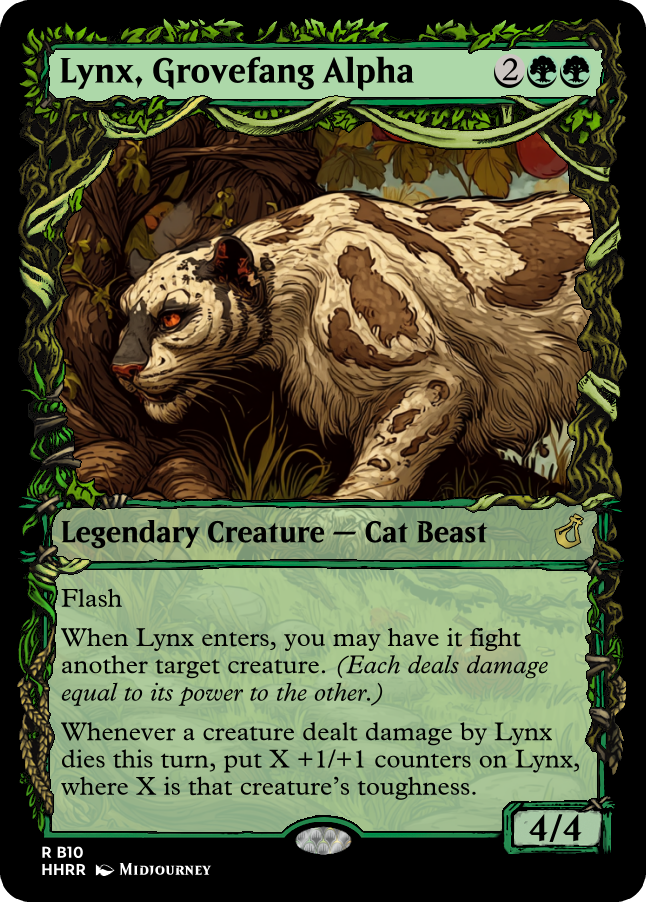 Lynx, Grovefang Alpha 2
Legendary Creature — Cat Beast
Flash
When Lynx enters, you may have it fight
another target creature. (Each deals damage
equal to its power to the other.)
Whenever a creature dealt damage by Lynx
dies this turn, put X +1/+1 counters on Lynx,
where X is that creature's toughness.
4/4
R B10
HHRR Midjourney